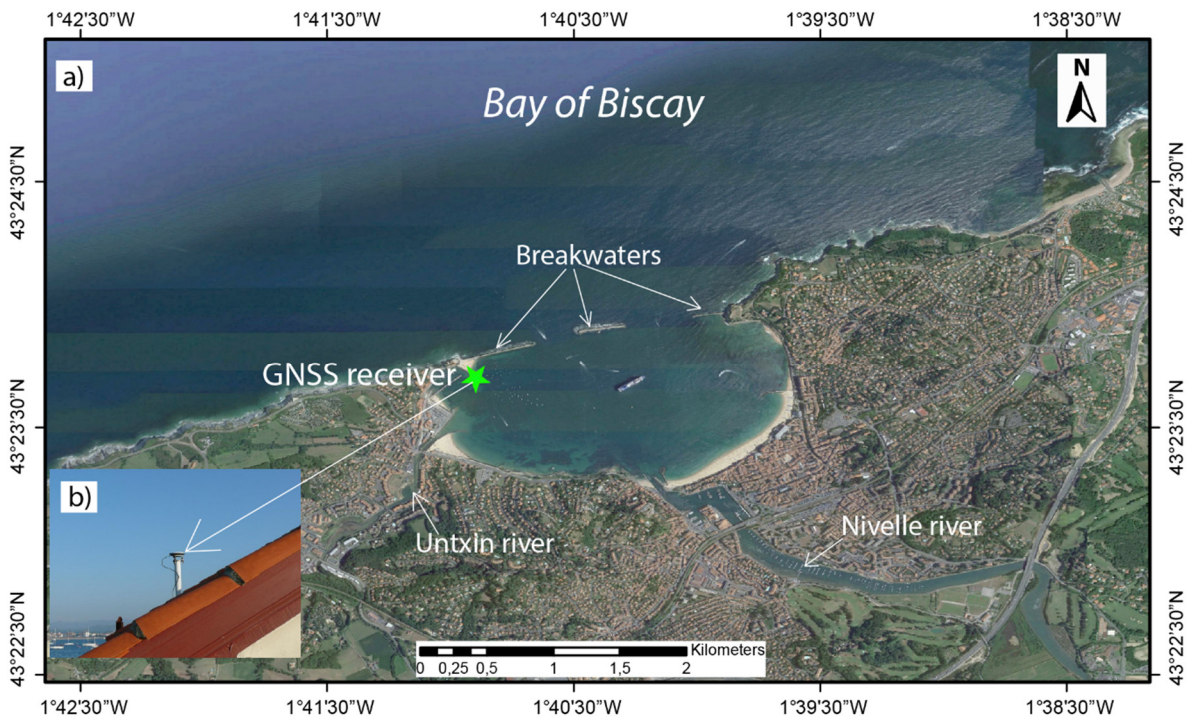 1°42'30"W 1°41'30"W 1°40'30"W 1°39'30"W 1°38'30"W
a)
N
Bay of Biscay
43°24'30"N
43°24'30"N
Breakwaters
GNSS receiver
43°23'30"N
43°23'30"N
b)
Nivelle river
Untxin river
43°22'30"N
43°22'30"N
Kilometers
0 0,25 0,5 1 1,5 2
1°42'30"W 1°41'30"W 1°40'30"W 1°39'30"W 1°38'30"W